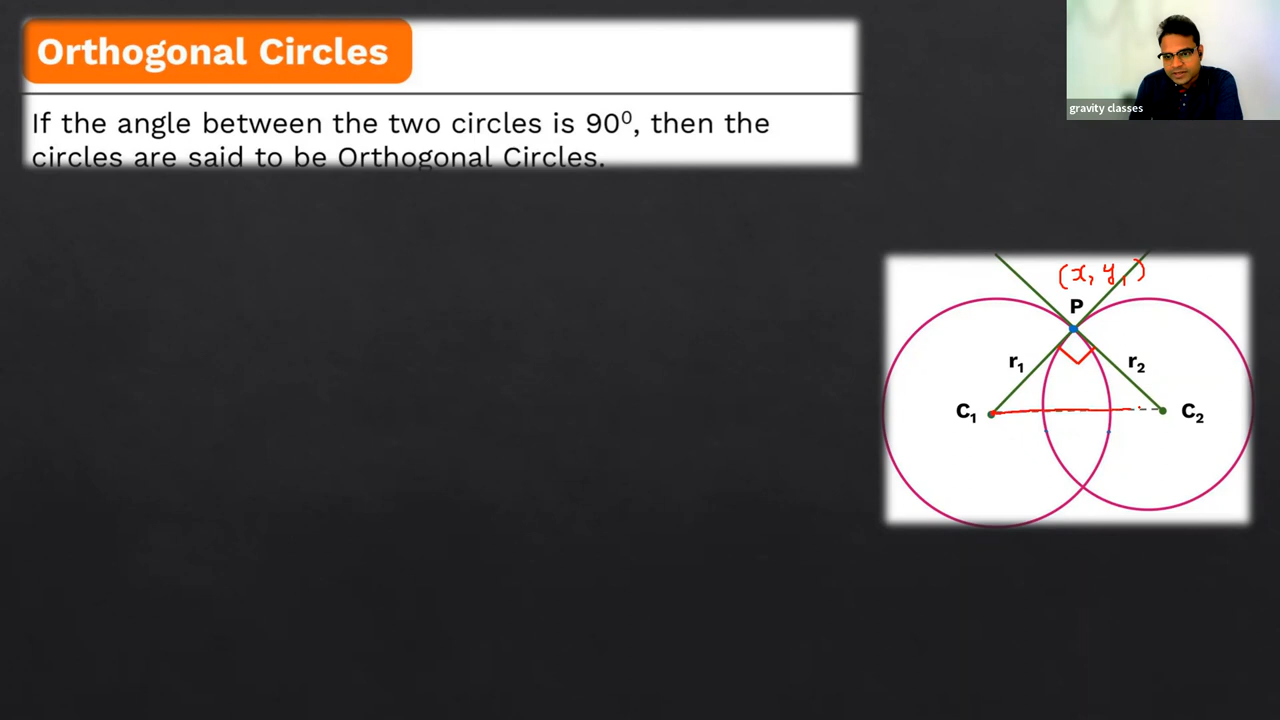 Orthogonal Circles
If the angle between the two circles is 90⁰, then the
circles are said to be Orthogonal Circles.
gravity classes
(x, y₁)
P
r₁ r₂
C₁ C₂